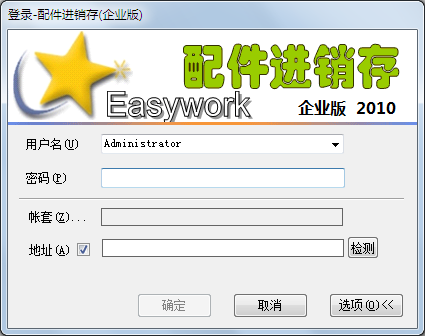 登录-配件进销存(企业版)
配件进销存
Easywork 企业版 2010
用户名(U) Administrator
密码(P)
帐套(Z)...
地址(A) 检测
确定 取消 选项(O)<<